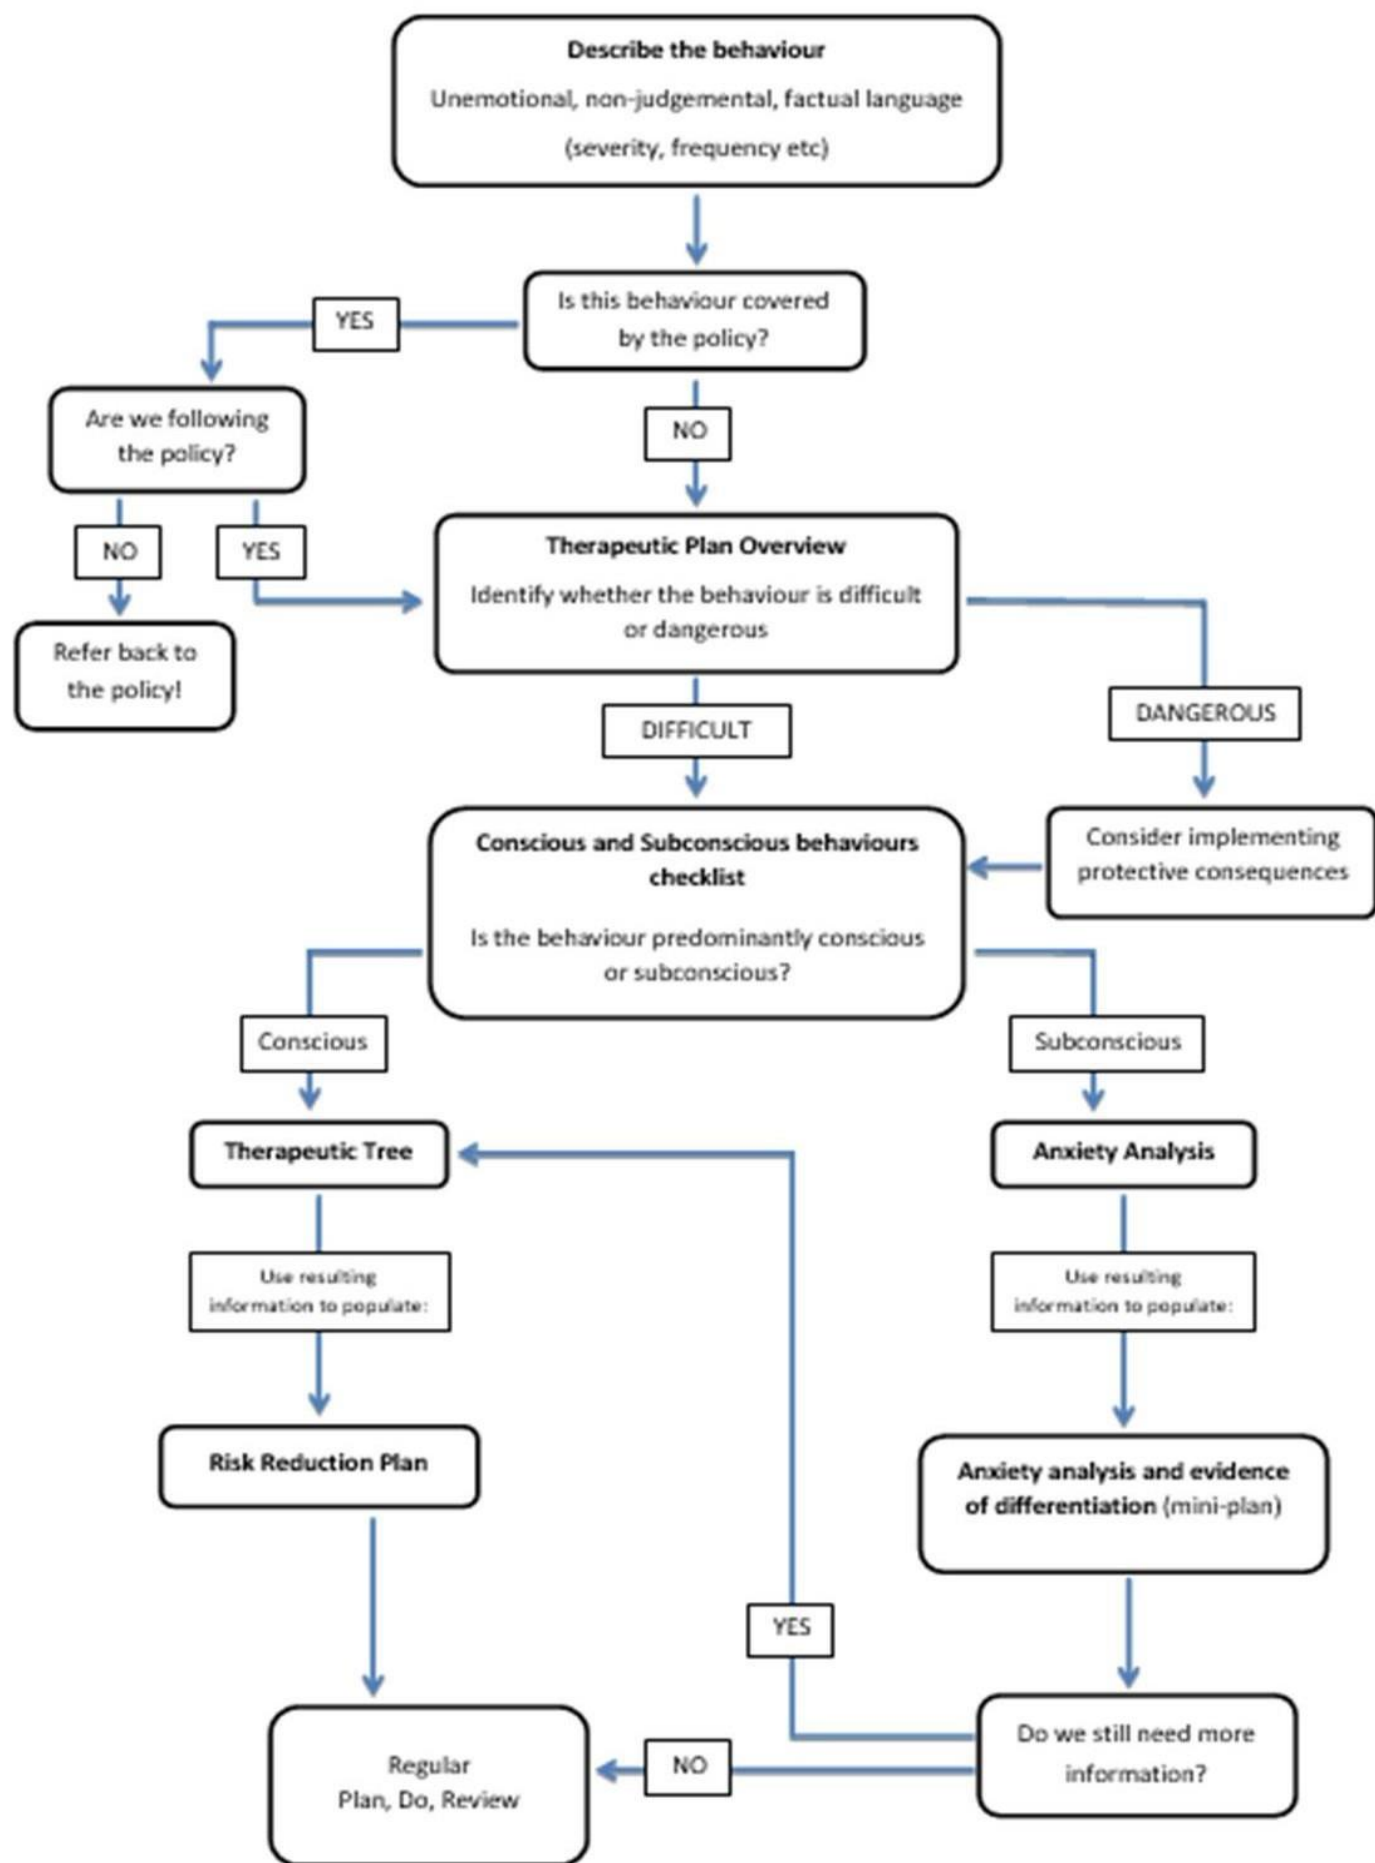 Describe the behaviour
Unemotional, non-judgemental, factual language
(severity, frequency etc)
Is this behaviour covered
by the policy?
YES
Are we following
the policy?
NO
NO
YES
Therapeutic Plan Overview
Identify whether the behaviour is difficult
or dangerous
Refer back to
the policy!
DIFFICULT
DANGEROUS
Conscious and Subconscious behaviours
checklist
Is the behaviour predominantly conscious
or subconscious?
Consider implementing
protective consequences
Conscious
Subconscious
Therapeutic Tree
Anxiety Analysis
Use resulting
information to populate:
Use resulting
information to populate:
Risk Reduction Plan
Anxiety analysis and evidence
of differentiation (mini-plan)
YES
Do we still need more
information?
NO
Regular
Plan, Do, Review